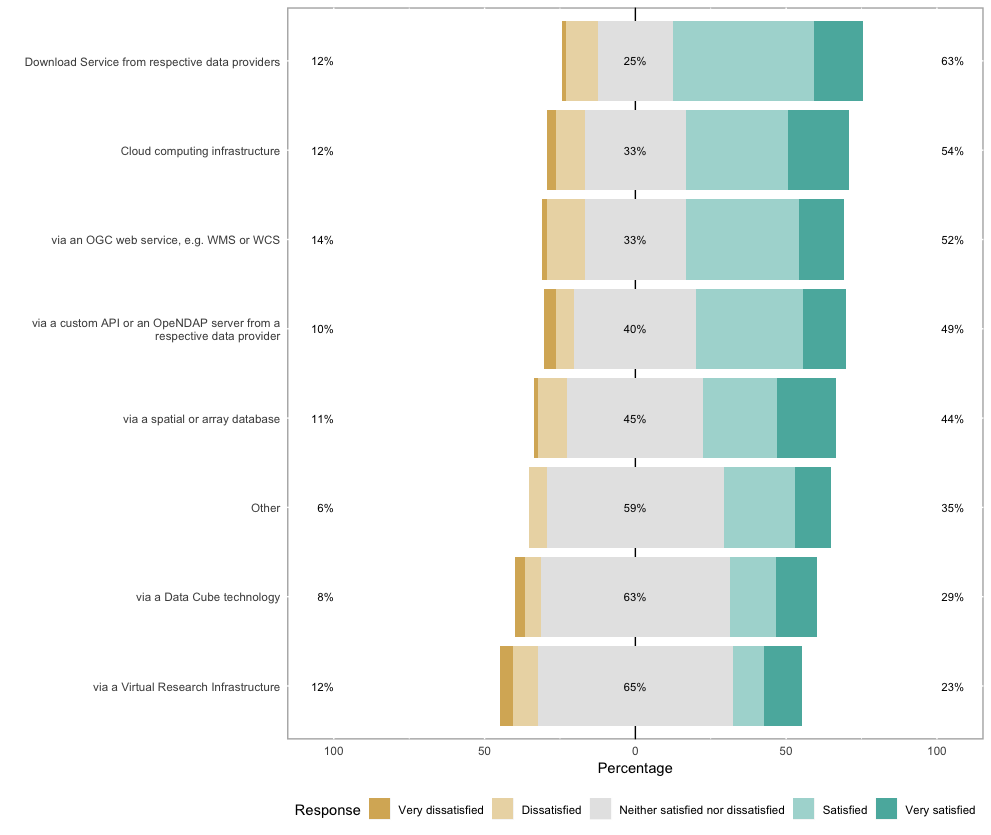 Download Service from respective data providers 12% 25% 63%
Cloud computing infrastructure 12% 33% 54%
via an OGC web service, e.g. WMS or WCS 14% 33% 52%
via a custom API or an OpeNDAP server from a
respective data provider 10% 40% 49%
via a spatial or array database 11% 45% 44%
Other 6% 59% 35%
via a Data Cube technology 8% 63% 29%
via a Virtual Research Infrastructure 12% 65% 23%
100 50 0 50 100
Percentage
Response Very dissatisfied Dissatisfied Neither satisfied nor dissatisfied Satisfied Very satisfied